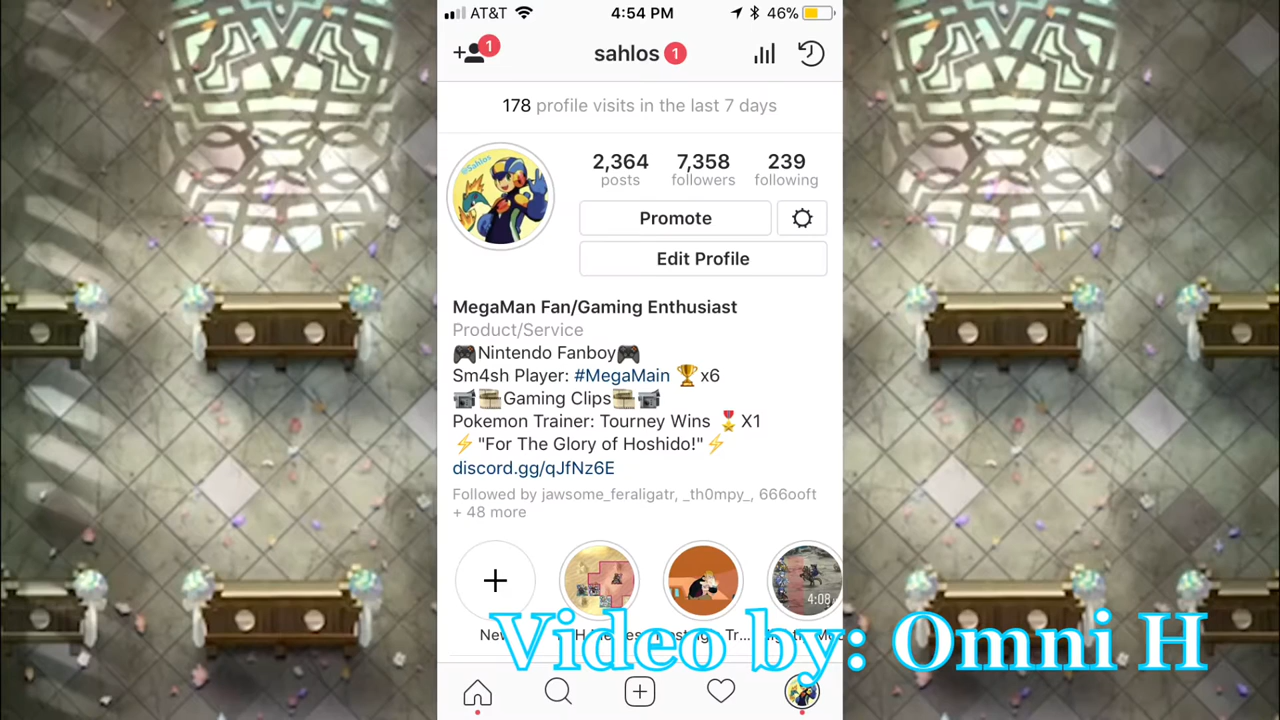 AT&T 4:54 PM 46%
1 sahlos 1
178 profile visits in the last 7 days
@Sahlos
2,364 7,358 239
posts followers following
Promote
Edit Profile
MegaMan Fan/Gaming Enthusiast
Product/Service
🎮Nintendo Fanboy🎮
Sm4sh Player: #MegaMain 🏆x6
Gaming Clips
Pokemon Trainer: Tourney Wins 🏅X1
⚡"For The Glory of Hoshido!"⚡
discord.gg/qJfNz6E
Followed by jawsome_feraligatr, _th0mpy_, 666ooft
+ 48 more
4:08
Video by: Omni H